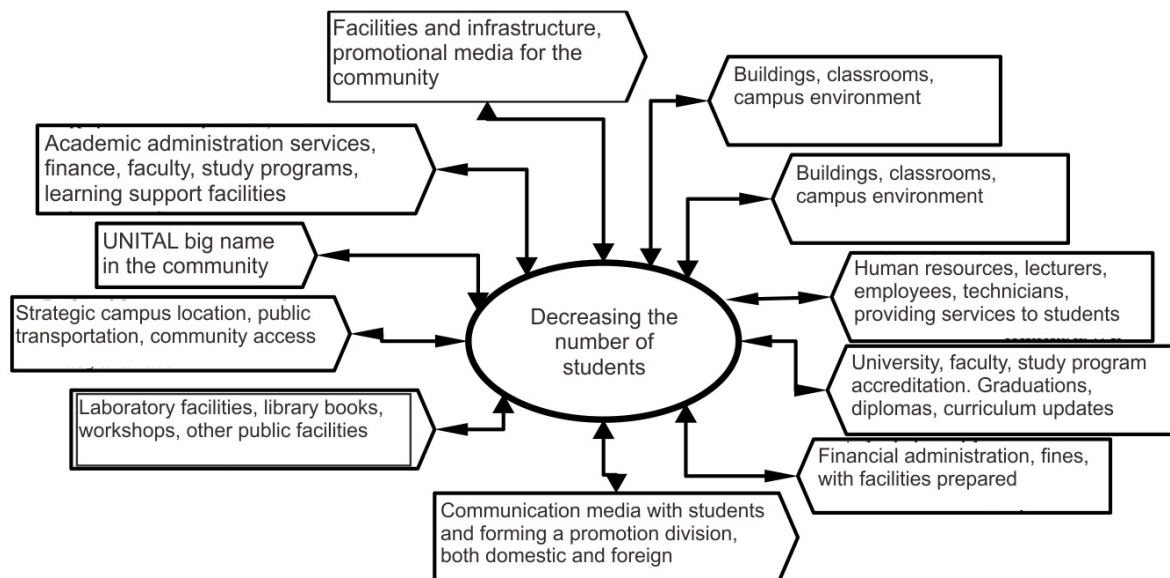 Facilities and infrastructure,
promotional media for the
community
Buildings, classrooms,
campus environment
Academic administration services,
finance, faculty, study programs,
learning support facilities
Buildings, classrooms,
campus environment
UNITAL big name
in the community
Human resources, lecturers,
employees, technicians,
providing services to students
Strategic campus location, public
transportation, community access
Decreasing the
number of
students
University, faculty, study program
accreditation. Graduations,
diplomas, curriculum updates
Laboratory facilities, library books,
workshops, other public facilities
Financial administration, fines,
with facilities prepared
Communication media with students
and forming a promotion division,
both domestic and foreign